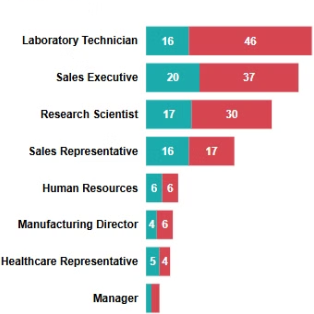 Laboratory Technician 16 46
Sales Executive 20 37
Research Scientist 17 30
Sales Representative 16 17
Human Resources 6 6
Manufacturing Director 4 6
Healthcare Representative 5 4
Manager